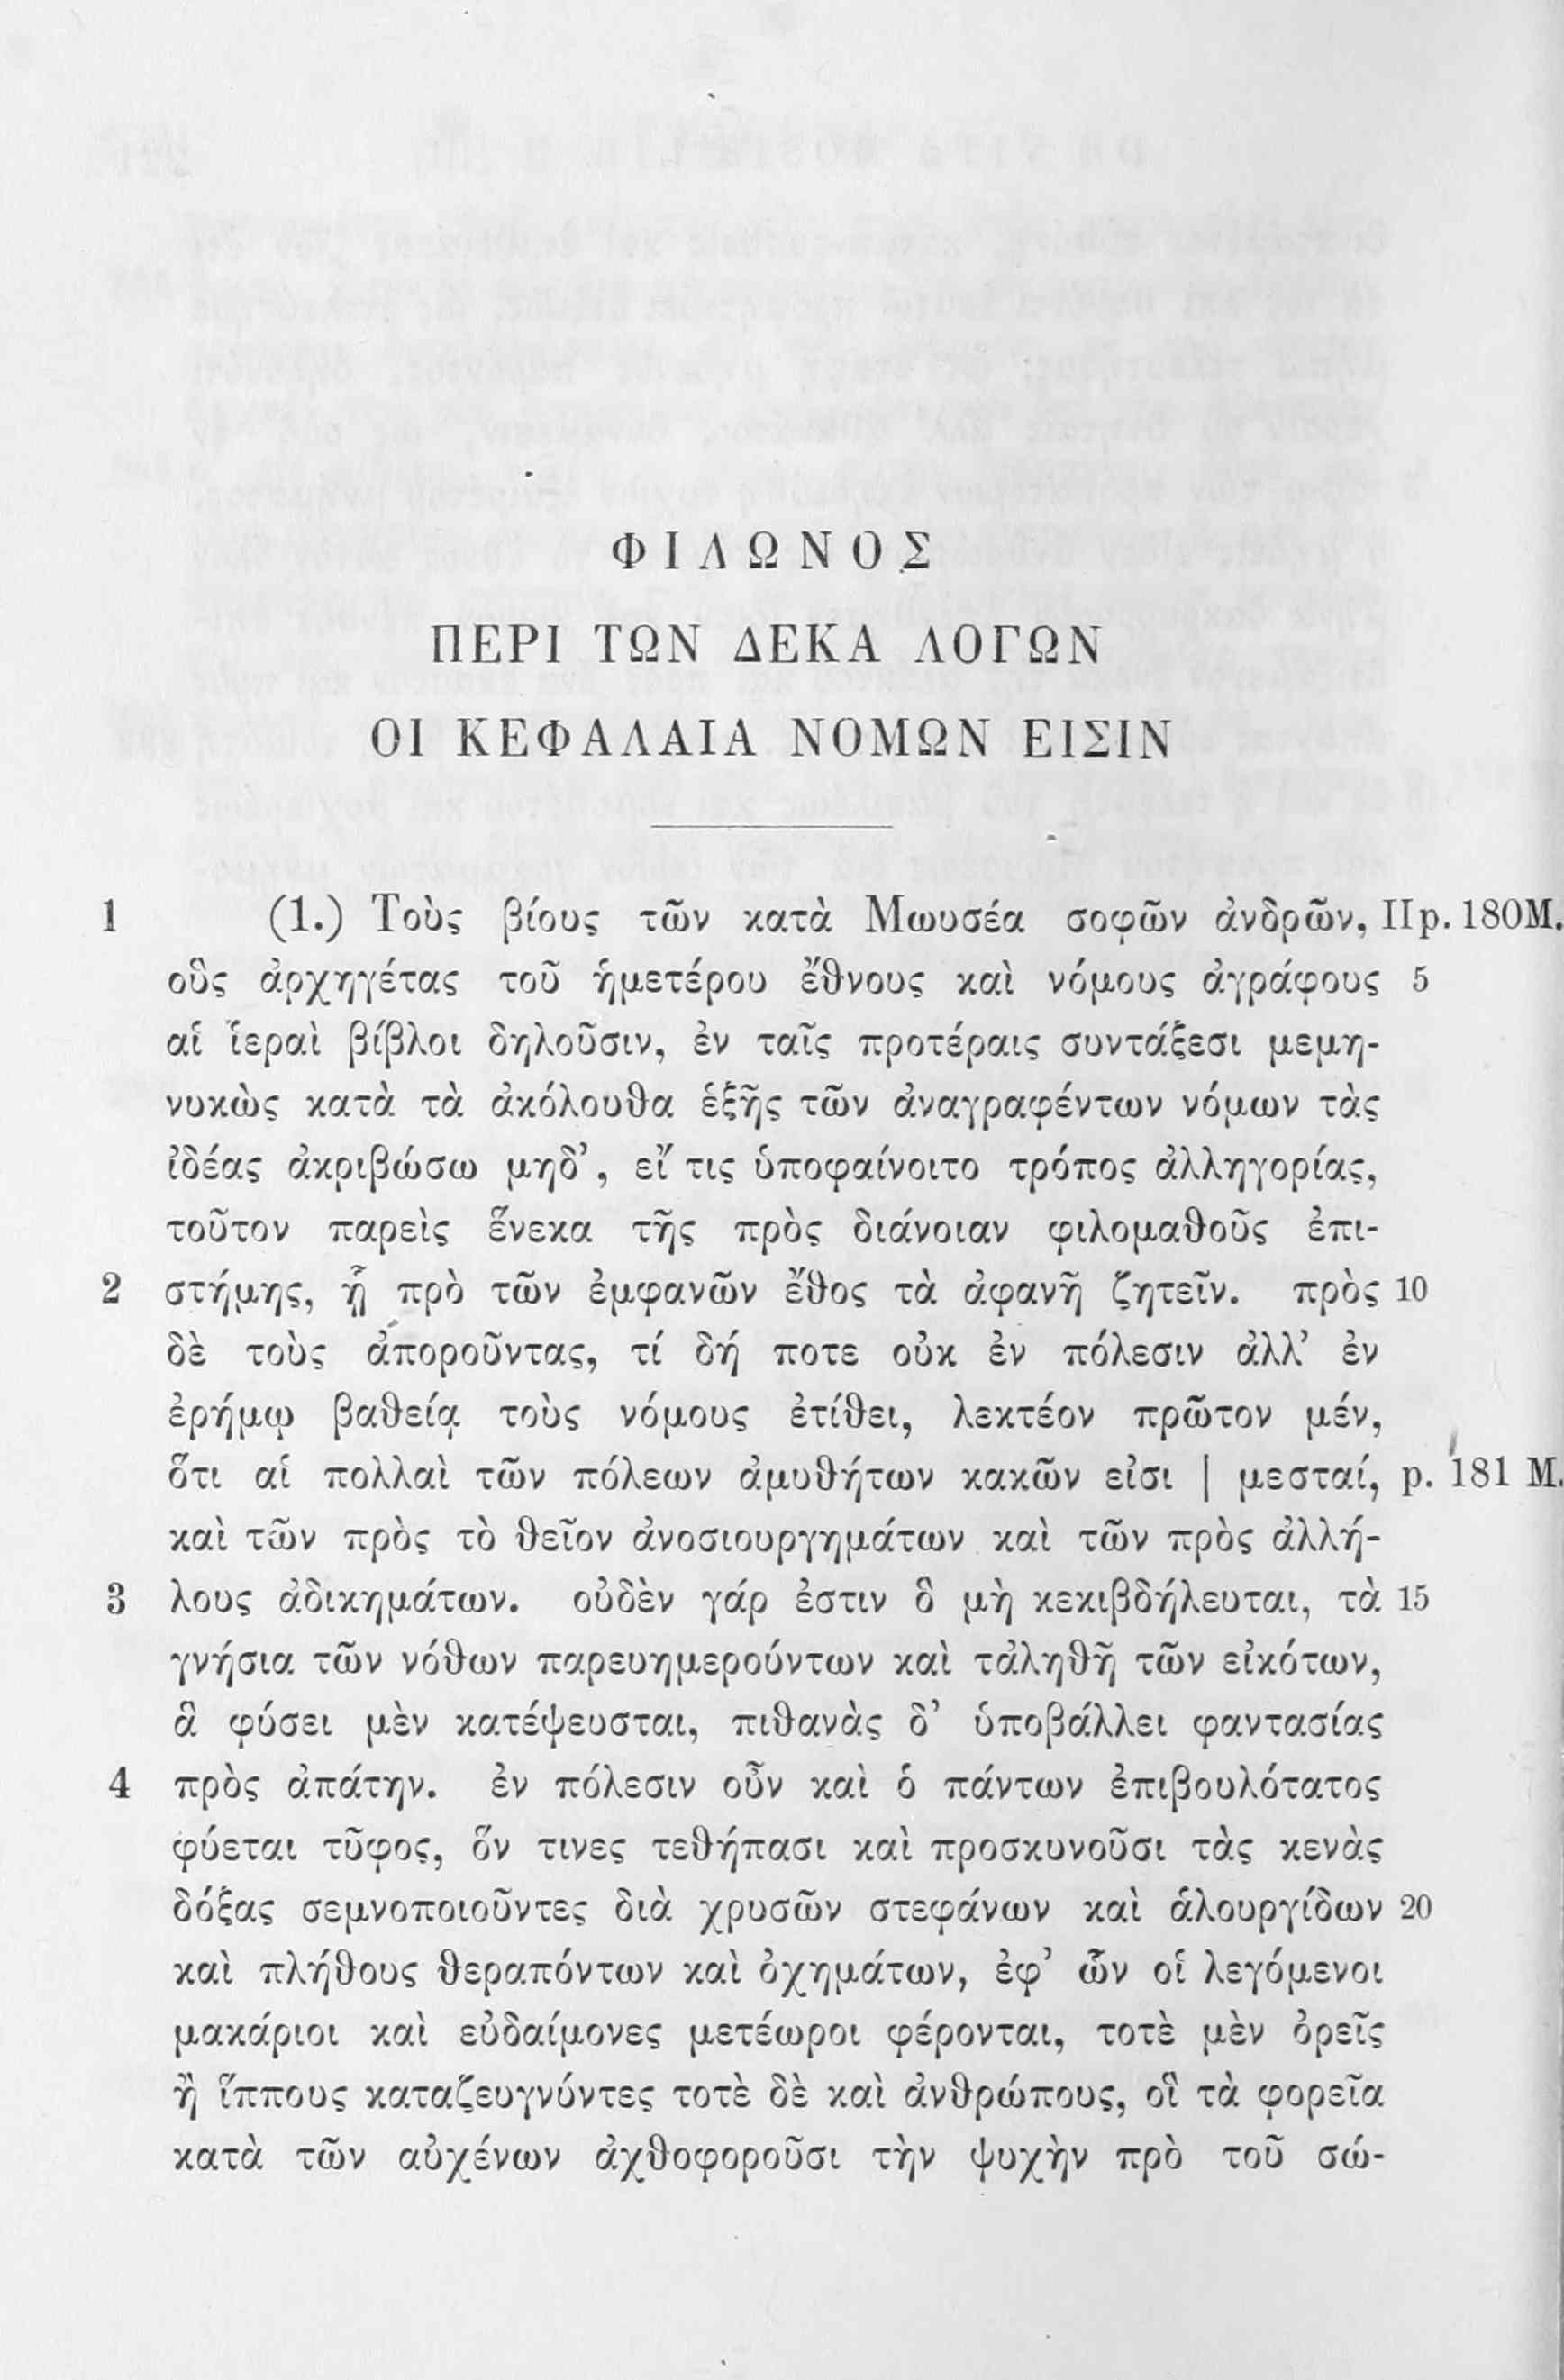 ΦΙΛΩΝΟΣ
ΠΕΡΙ ΤΩΝ ΔΕΚΑ ΛΟΓΩΝ
ΟΙ ΚΕΦΑΛΑΙΑ ΝΟΜΩΝ ΕΙΣΙΝ
1 (1.) Τοὺς βίους τῶν κατὰ Μωυσέα σοφῶν ἀνδρῶν, II p. 180 M.
οὓς ἀρχηγέτας τοῦ ἡμετέρου ἔθνους καὶ νόμους ἀγράφους 5
αἱ ἱεραὶ βίβλοι δηλοῦσιν, ἐν ταῖς προτέραις συντάξεσι μεμη-
νυκὼς κατὰ τὰ ἀκόλουθα ἑξῆς τῶν ἀναγραφέντων νόμων τὰς
ἰδέας ἀκριβώσω μηδ’, εἴ τις ὑποφαίνοιτο τρόπος ἀλληγορίας,
τοῦτον παρεὶς ἕνεκα τῆς πρὸς διάνοιαν φιλομαθοῦς ἐπι-
2 στήμης, ᾗ πρὸ τῶν ἐμφανῶν ἔθος τὰ ἀφανῆ ζητεῖν. πρὸς 10
δὲ τοὺς ἀποροῦντας, τί δή ποτε οὐκ ἐν πόλεσιν ἀλλ’ ἐν
ἐρήμῳ βαθείᾳ τοὺς νόμους ἐτίθει, λεκτέον πρῶτον μέν,
ὅτι αἱ πολλαὶ τῶν πόλεων ἀμυθήτων κακῶν εἰσι | μεσταί, p. 181 M.
καὶ τῶν πρὸς τὸ θεῖον ἀνοσιουργημάτων καὶ τῶν πρὸς ἀλλή-
3 λους ἀδικημάτων. οὐδὲν γάρ ἐστιν ὃ μὴ κεκιβδήλευται, τὰ 15
γνήσια τῶν νόθων παρευημερούντων καὶ τἀληθῆ τῶν εἰκότων,
ἃ φύσει μὲν κατέψευσται, πιθανὰς δ’ ὑποβάλλει φαντασίας
4 πρὸς ἀπάτην. ἐν πόλεσιν οὖν καὶ ὁ πάντων ἐπιβουλότατος
φύεται τῦφος, ὅν τινες τεθήπασι καὶ προσκυνοῦσι τὰς κενὰς
δόξας σεμνοποιοῦντες διὰ χρυσῶν στεφάνων καὶ ἁλουργίδων 20
καὶ πλήθους θεραπόντων καὶ ὀχημάτων, ἐφ’ ὧν οἱ λεγόμενοι
μακάριοι καὶ εὐδαίμονες μετέωροι φέρονται, τοτὲ μὲν ὀρεῖς
ἢ ἵππους καταζευγνύντες τοτὲ δὲ καὶ ἀνθρώπους, οἳ τὰ φορεῖα
κατὰ τῶν αὐχένων ἀχθοφοροῦσι τὴν ψυχὴν πρὸ τοῦ σώ-